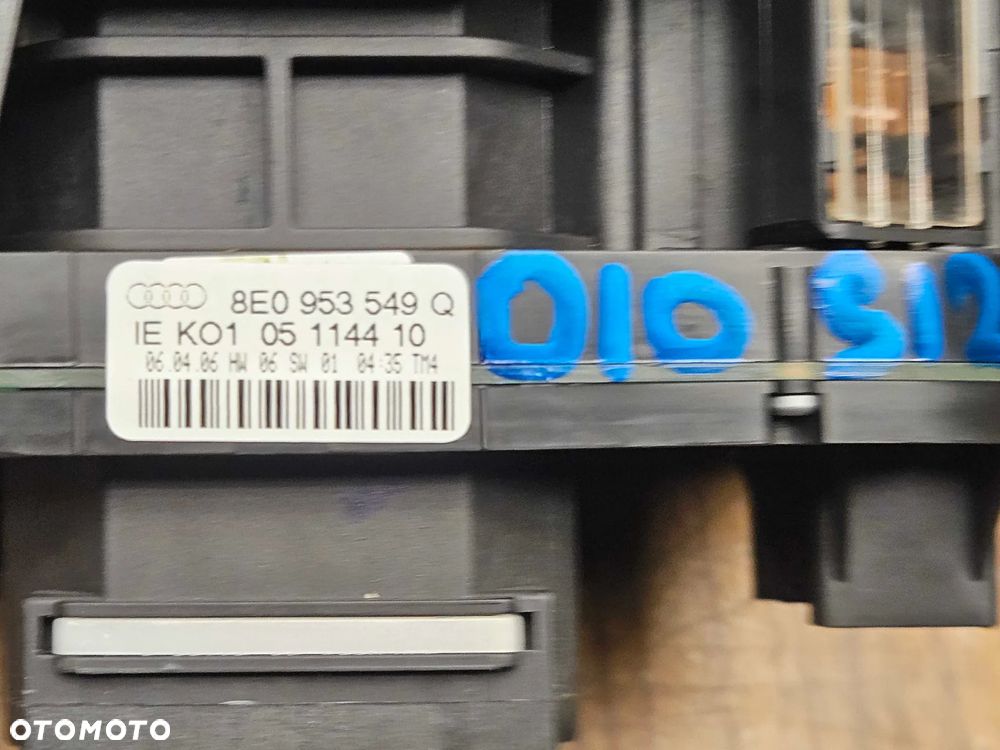 8E0 953 549 Q
IE KO1 05 1144 10
06.04.06 HW 06 SW 01 04:35 TM4
010 312
OTOMOTO